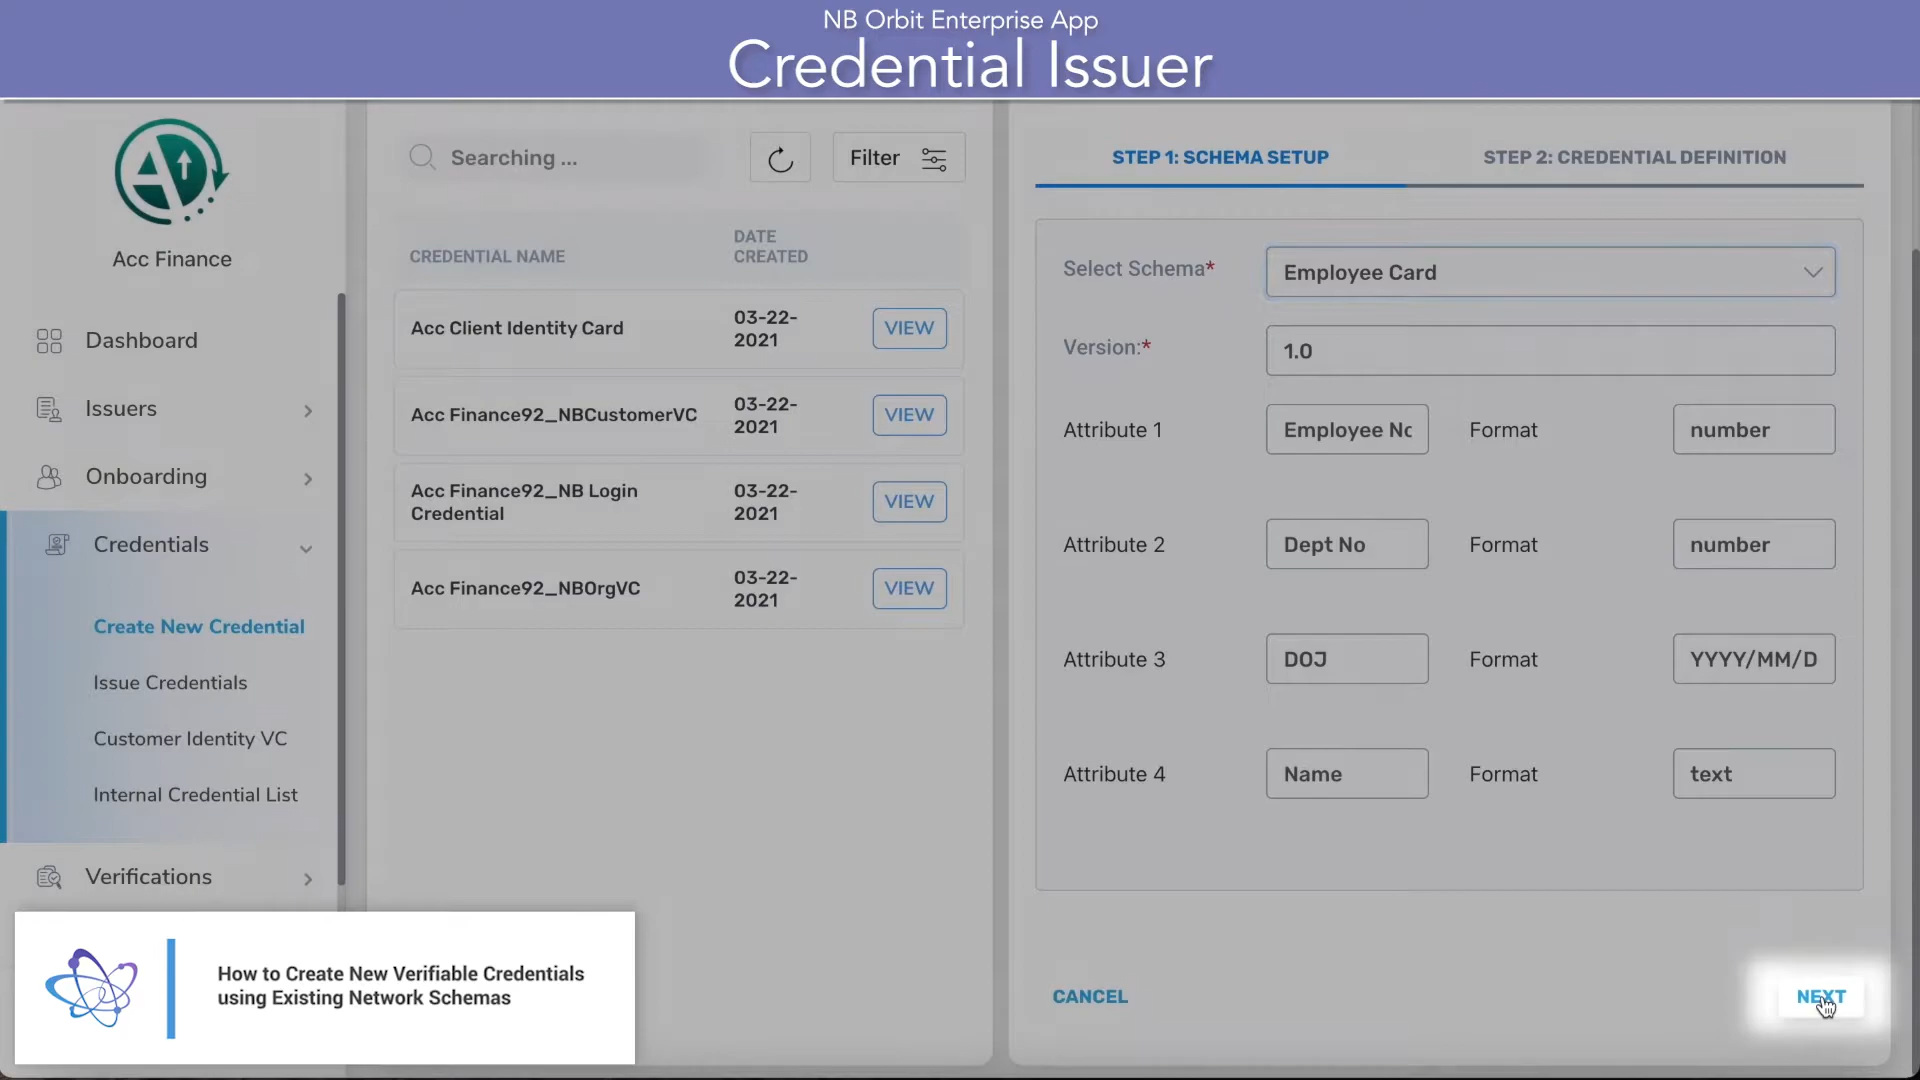 NB Orbit Enterprise App
Credential Issuer
Acc Finance
Dashboard
Issuers
Onboarding
Credentials
Create New Credential
Issue Credentials
Customer Identity VC
Internal Credential List
Verifications
Searching ...
Filter
CREDENTIAL NAME
DATE
CREATED
Acc Client Identity Card
03-22-
2021
VIEW
Acc Finance92_NBCustomerVC
03-22-
2021
VIEW
Acc Finance92_NB Login
Credential
03-22-
2021
VIEW
Acc Finance92_NBOrgVC
03-22-
2021
VIEW
STEP 1: SCHEMA SETUP
STEP 2: CREDENTIAL DEFINITION
Select Schema*
Employee Card
Version:*
1.0
Attribute 1
Employee Nc
Format
number
Attribute 2
Dept No
Format
number
Attribute 3
DOJ
Format
YYYY/MM/D
Attribute 4
Name
Format
text
CANCEL
NEXT
How to Create New Verifiable Credentials
using Existing Network Schemas